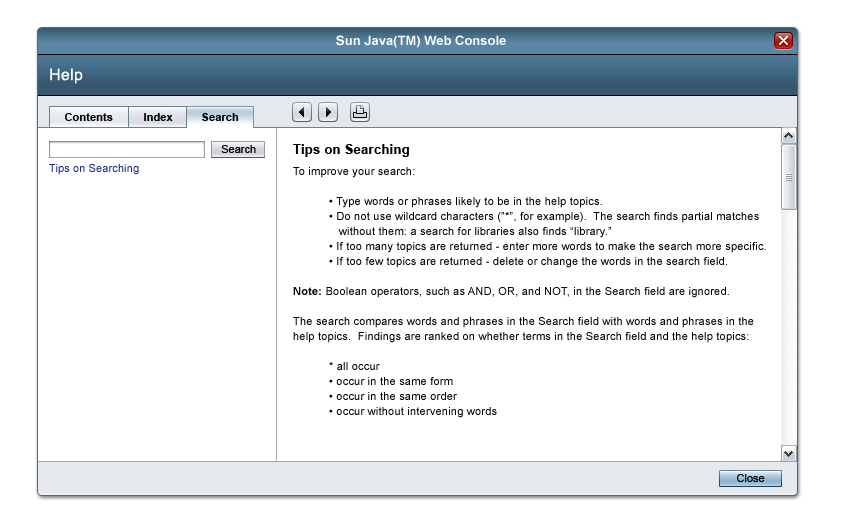 Sun Java(TM) Web Console
Help
Contents
Index
Search
Search
Tips on Searching
Tips on Searching
To improve your search:
• Type words or phrases likely to be in the help topics.
• Do not use wildcard characters ("*", for example).  The search finds partial matches
without them: a search for libraries also finds “library.”
• If too many topics are returned - enter more words to make the search more specific.
• If too few topics are returned - delete or change the words in the search field.
Note: Boolean operators, such as AND, OR, and NOT, in the Search field are ignored.
The search compares words and phrases in the Search field with words and phrases in the
help topics.  Findings are ranked on whether terms in the Search field and the help topics:
* all occur
• occur in the same form
• occur in the same order
• occur without intervening words
Close